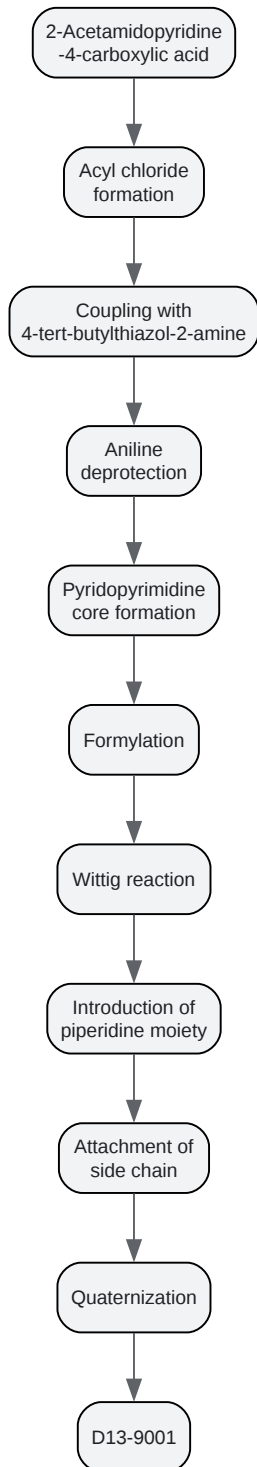 2-Acetamidopyridine
-4-carboxylic acid
Acyl chloride
formation
Coupling with
4-tert-butylthiazol-2-amine
Aniline
deprotection
Pyridopyrimidine
core formation
Formylation
Wittig reaction
Introduction of
piperidine moiety
Attachment of
side chain
Quaternization
D13-9001